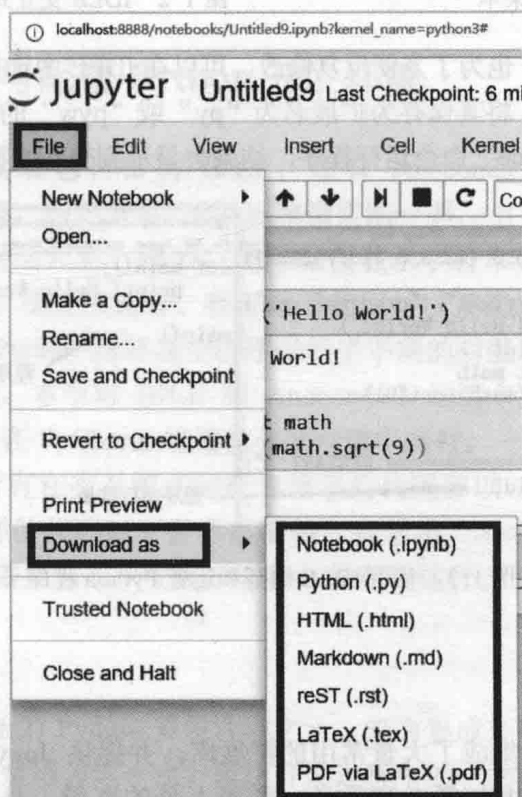 localhost:8888/notebooks/Untitled9.ipynb?kernel_name=python3#
jupyter Untitled9 Last Checkpoint: 6 mi
File Edit View Insert Cell Kernel
New Notebook
Co
Open...
Make a Copy...
('Hello World!')
Rename...
World!
Save and Checkpoint
math
Revert to Checkpoint
(math.sqrt(9))
Print Preview
Download as
Notebook (.ipynb)
Python (.py)
Trusted Notebook
HTML (.html)
Markdown (.md)
Close and Halt
reST (.rst)
LaTeX (.tex)
PDF via LaTeX (.pdf)